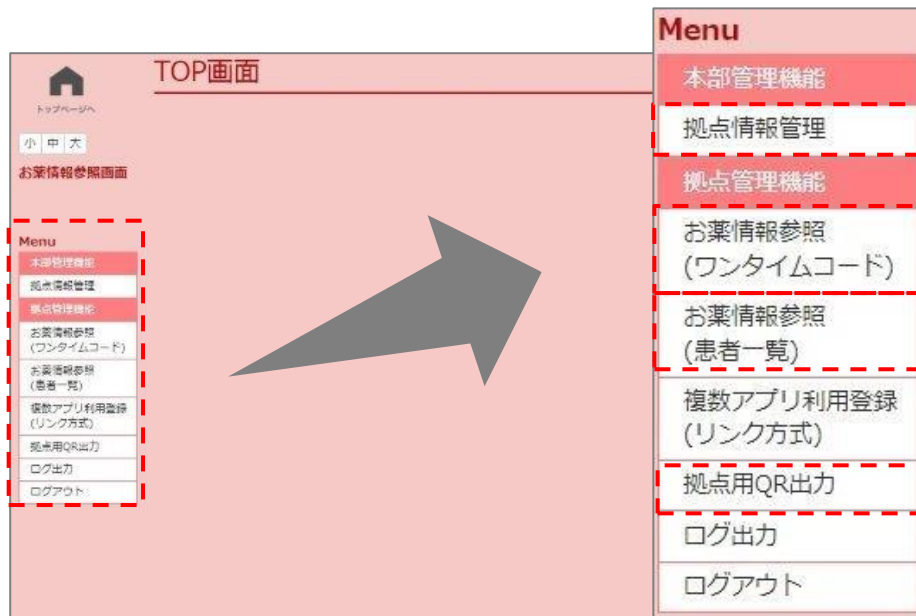 TOP画面
トップページへ
小 中 大
お薬情報参照画面
Menu
本部管理機能
拠点情報管理
拠点管理機能
お薬情報参照
(ワンタイムコード)
お薬情報参照
(患者一覧)
複数アプリ利用登録
(リンク方式)
拠点用QR出力
ログ出力
ログアウト
Menu
本部管理機能
拠点情報管理
拠点管理機能
お薬情報参照
(ワンタイムコード)
お薬情報参照
(患者一覧)
複数アプリ利用登録
(リンク方式)
拠点用QR出力
ログ出力
ログアウト